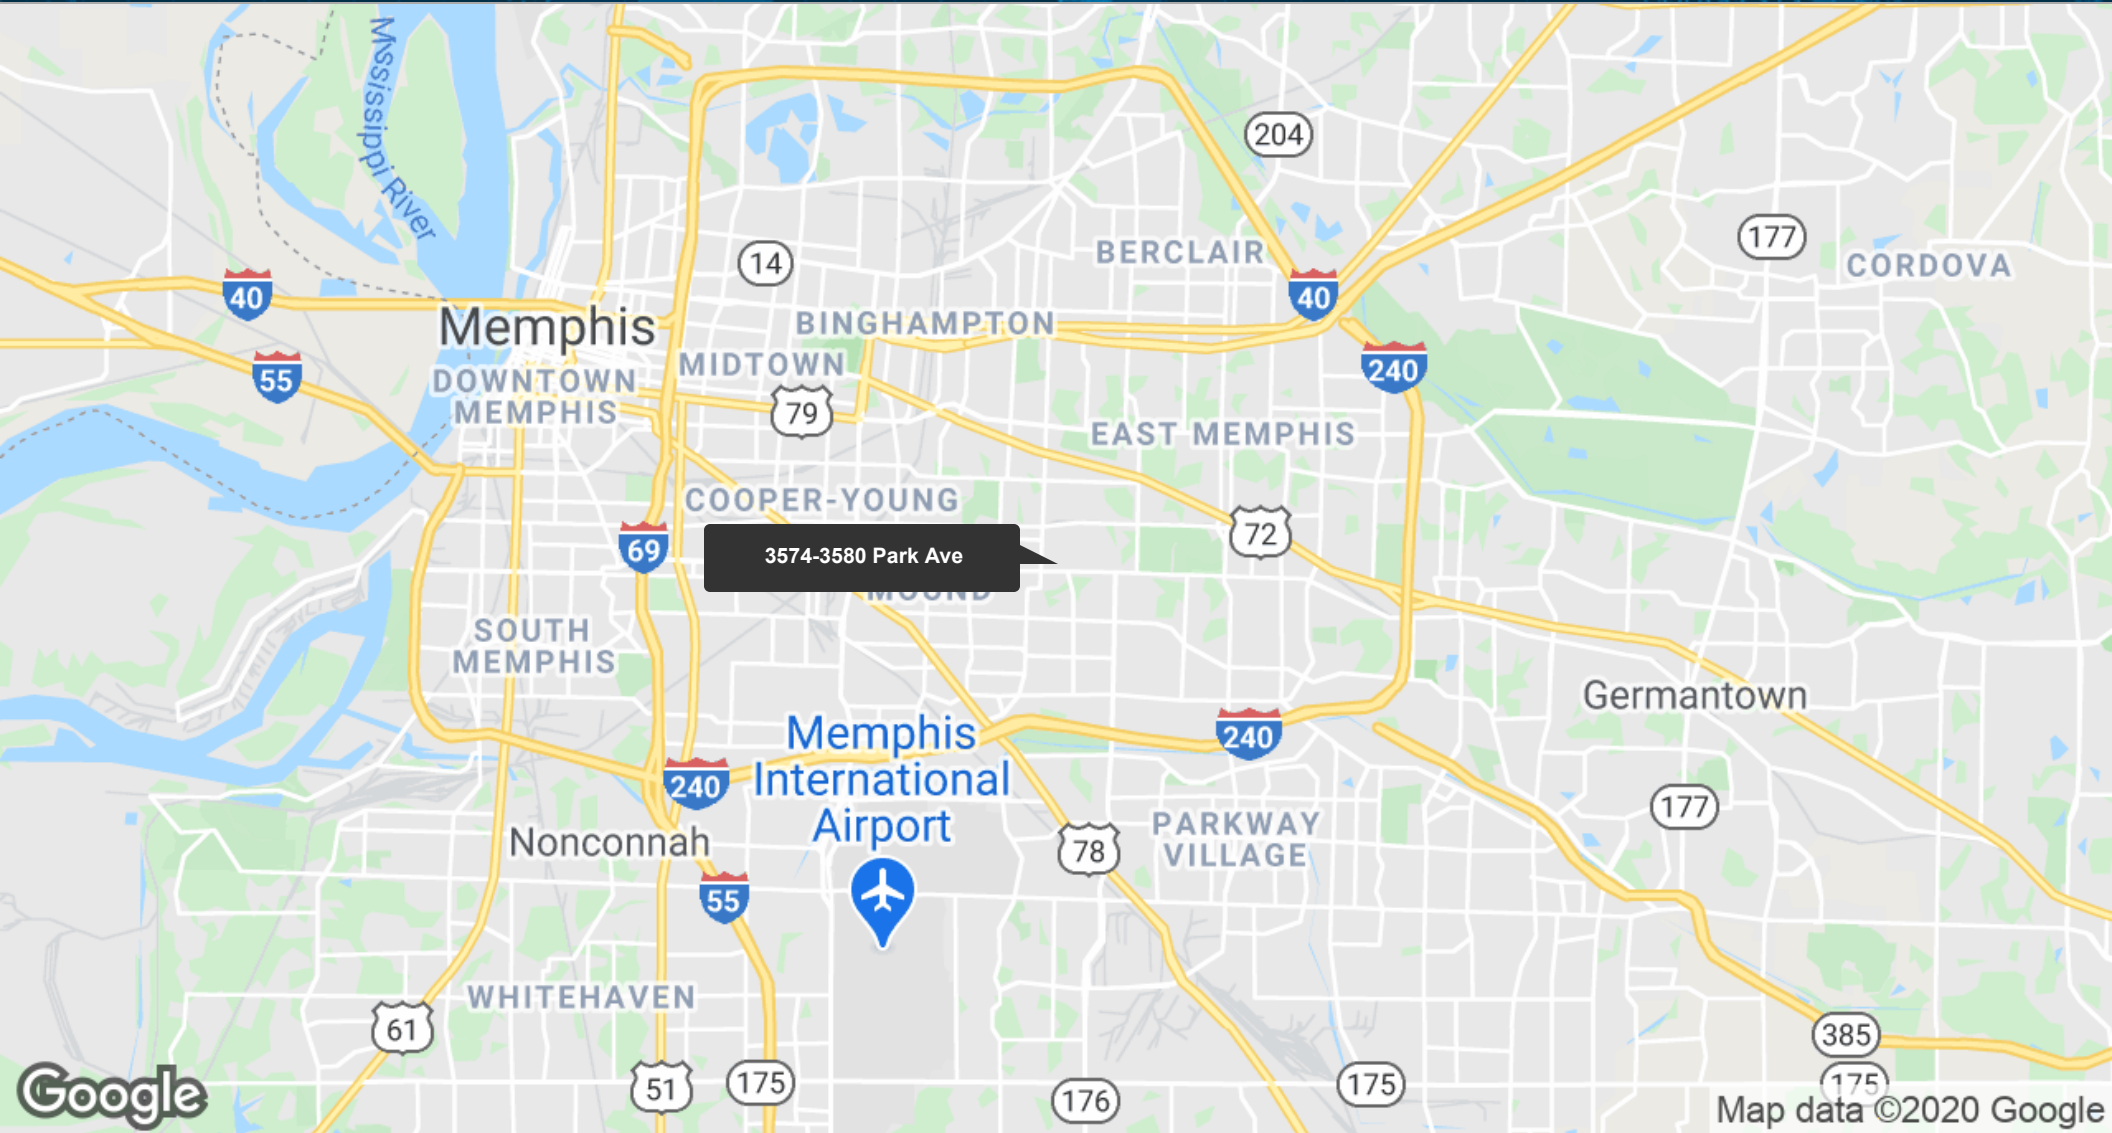 Mississippi River
204
177
CORDOVA
BERCLAIR
14
40
40
Memphis
BINGHAMPTON
MIDTOWN
240
55
DOWNTOWN
MEMPHIS
79
EAST MEMPHIS
COOPER-YOUNG
72
69
3574-3580 Park Ave
MOUND
SOUTH
MEMPHIS
Germantown
Memphis
International
Airport
240
240
177
Nonconnah
78
PARKWAY
VILLAGE
55
WHITEHAVEN
61
385
51
175
176
175
175
Google
Map data ©2020 Google